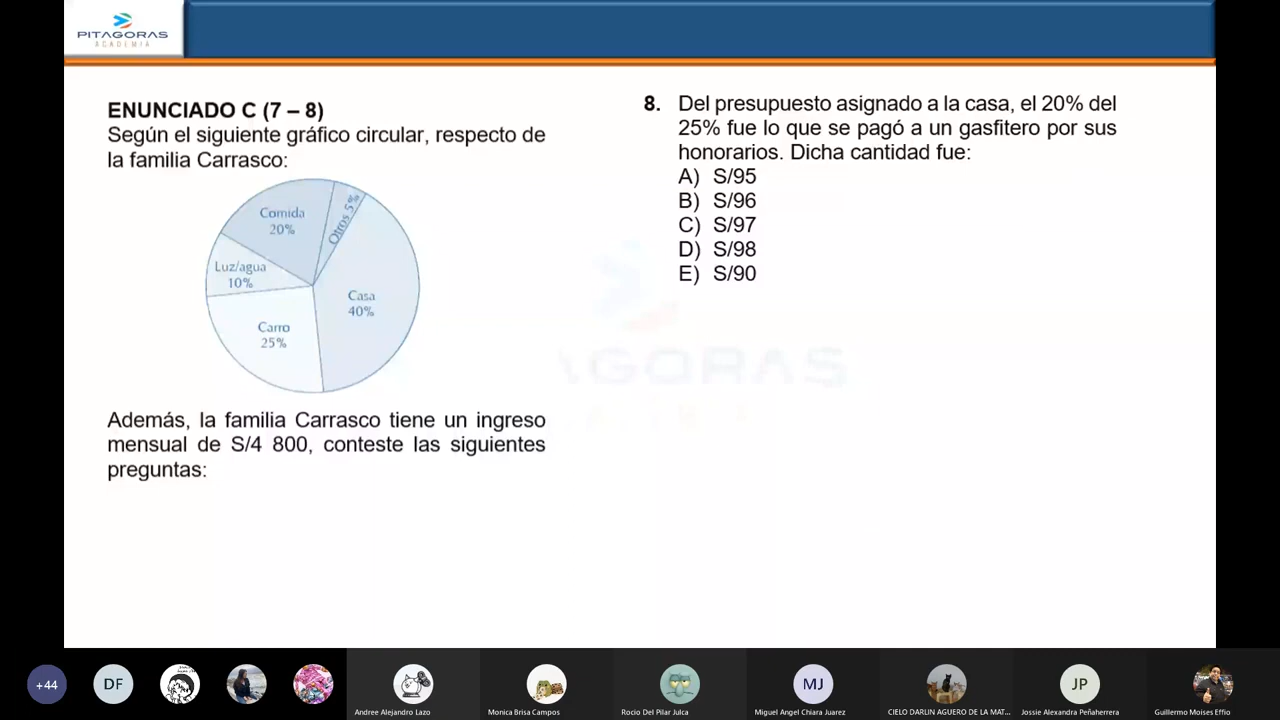 PITAGORAS
ACADEMIA
ENUNCIADO C (7 – 8)
Según el siguiente gráfico circular, respecto de
la familia Carrasco:
Comida
20%
Otros 5%
Luz/agua
10%
Casa
40%
Carro
25%
Además, la familia Carrasco tiene un ingreso
mensual de S/4 800, conteste las siguientes
preguntas:
8. Del presupuesto asignado a la casa, el 20% del
25% fue lo que se pagó a un gasfitero por sus
honorarios. Dicha cantidad fue:
A) S/95
B) S/96
C) S/97
D) S/98
E) S/90
AGORAS
+44
DF
MJ
JP
Andree Alejandro Lazo
Monica Brisa Campos
Rocio Del Pilar Julca
Miguel Angel Chiara Juarez
CIELO DARLIN AGUERO DE LA MAT...
Jossie Alexandra Peñaherrera
Guillermo Moises Effio